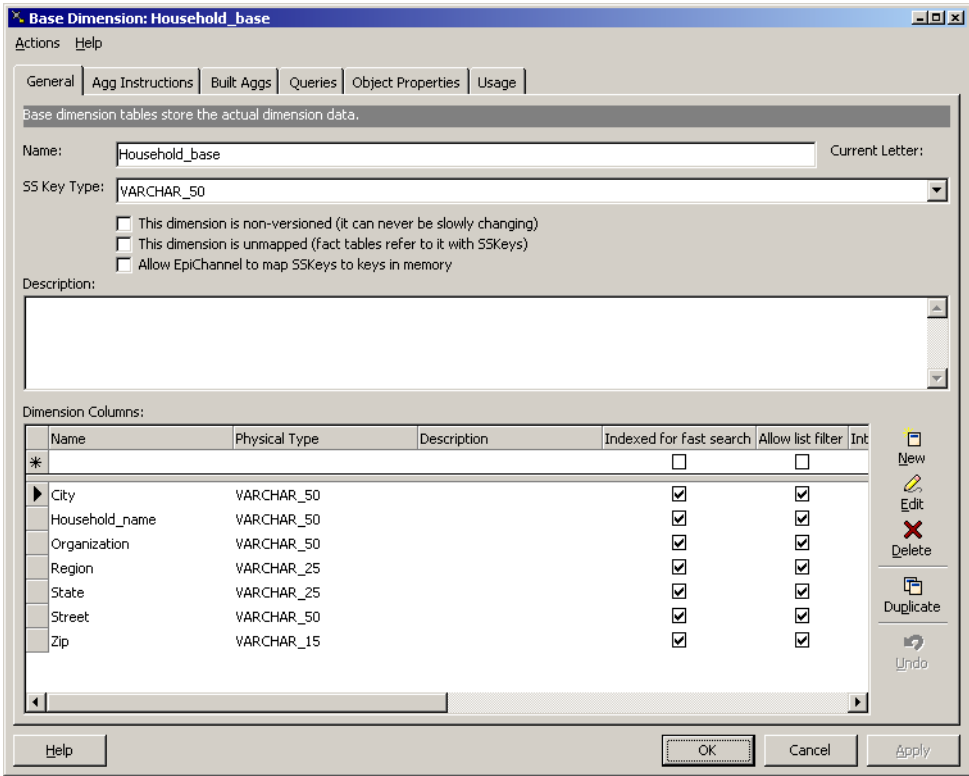 Base Dimension: Household_base
Actions Help
General Agg Instructions Built Aggs Queries Object Properties Usage
Base dimension tables store the actual dimension data.
Name: Household_base Current Letter:
SS Key Type: VARCHAR_50
This dimension is non-versioned (it can never be slowly changing)
This dimension is unmapped (fact tables refer to it with SSKeys)
Allow EpiChannel to map SSKeys to keys in memory
Description:
Dimension Columns:
Name Physical Type Description Indexed for fast search Allow list filter Int
City VARCHAR_50
Household_name VARCHAR_50
Organization VARCHAR_50
Region VARCHAR_25
State VARCHAR_25
Street VARCHAR_50
Zip VARCHAR_15
New
Edit
Delete
Duplicate
Undo
Help OK Cancel Apply